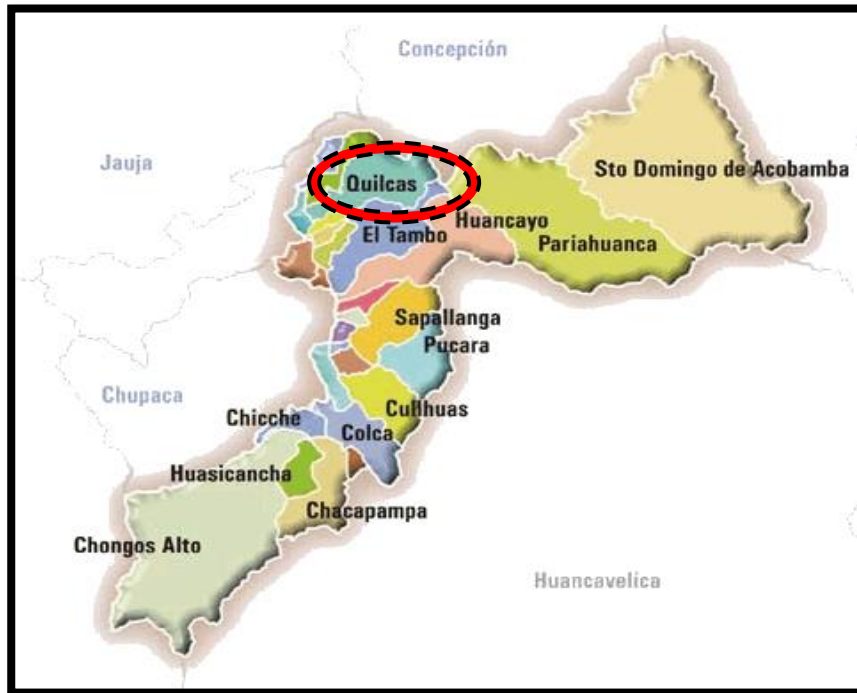 Concepción
Jauja
Sto Domingo de Acobamba
Quilcas
Huancayo
El Tambo
Pariahuanca
Sapallanga
Pucara
Chupaca
Chicche
Cullhuas
Colca
Huasicancha
Chacapampa
Chongos Alto
Huancavelica